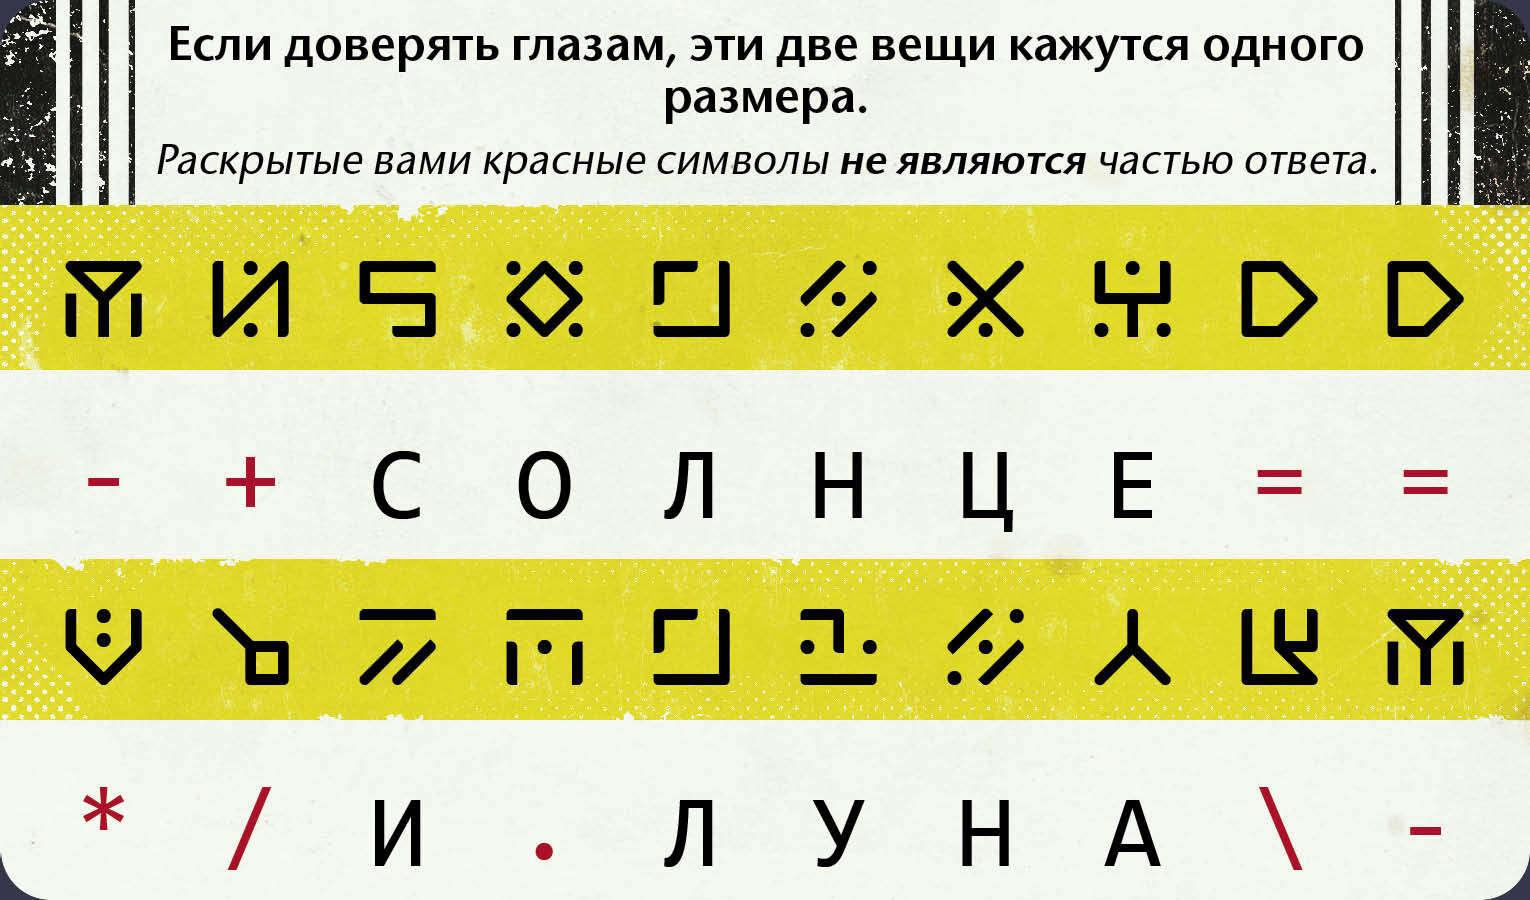 Если доверять глазам, эти две вещи кажутся одного
размера.
Раскрытые вами красные символы не являются частью ответа.
- + С О Л Н Ц Е = =
* / И . Л У Н А \ -